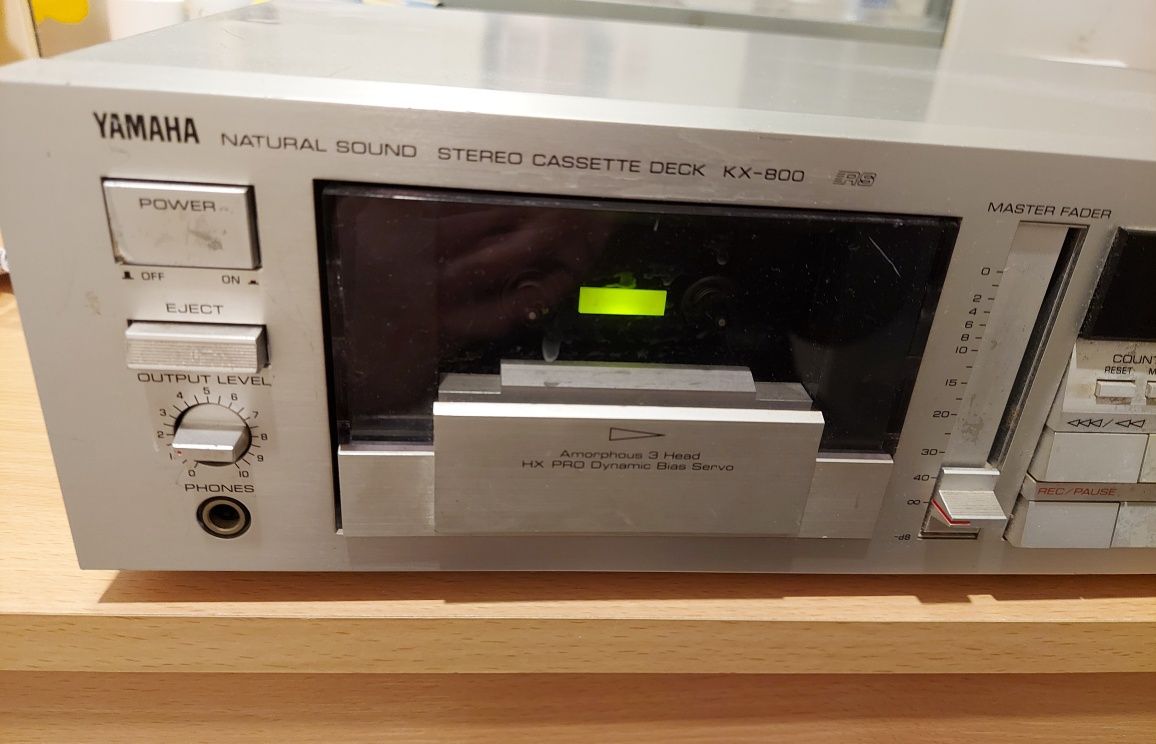 YAMAHA NATURAL SOUND STEREO CASSETTE DECK KX-800 RS
POWER
OFF ON
EJECT
OUTPUT LEVEL
0 2 3 4 5 6 7 8 9 10
PHONES
Amorphous 3 Head
HX PRO Dynamic Bias Servo
MASTER FADER
0
2
4
6
8
10
15
20
30
40
∞
-dB
COUNT
RESET M
REC/PAUSE